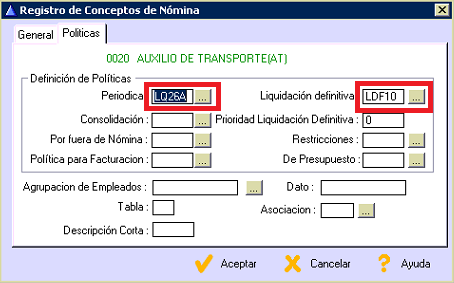 Registro de Conceptos de Nómina
General Políticas
0020 AUXILIO DE TRANSPORTE(AT)
Definición de Políticas
Periodica : LQ26A ... Liquidación definitiva : LDF10 ...
Consolidación : ... Prioridad Liquidación Definitiva : 0
Por fuera de Nómina : ... Restricciones : ...
Política para Facturacion : ... De Presupuesto : ...
Agrupacion de Empleados : ... Dato :
Tabla : Asociacion : ...
Descripción Corta :
Aceptar Cancelar ? Ayuda